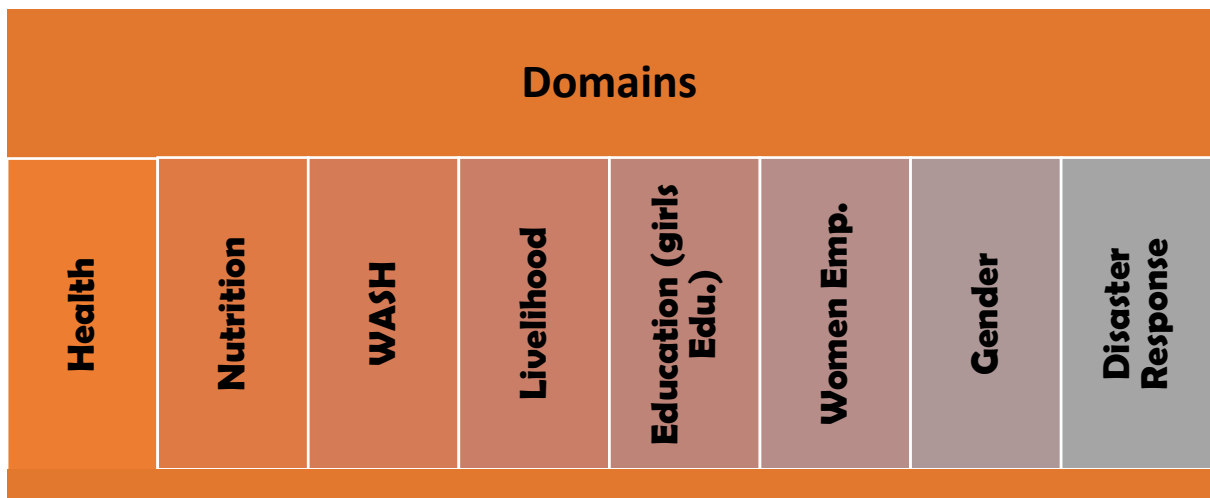 Domains
Health
Nutrition
WASH
Livelihood
Education (girls
Edu.)
Women Emp.
Gender
Disaster
Response